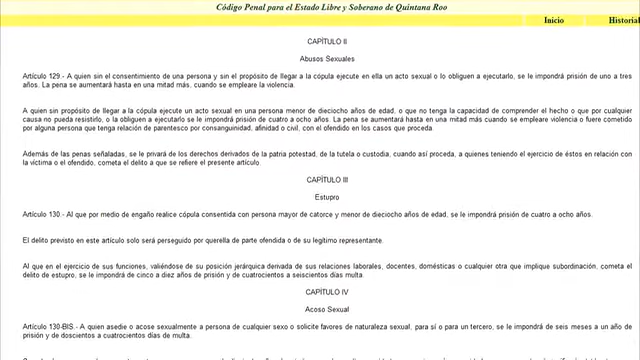 Código Penal para el Estado Libre y Soberano de Quintana Roo
Inicio
Historial
CAPÍTULO II
Abusos Sexuales
Artículo 129.- A quien sin el consentimiento de una persona y sin el propósito de llegar a la cópula ejecute en ella un acto sexual o lo obliguen a ejecutarlo, se le impondrá prisión de uno a tres
años. La pena se aumentará hasta en una mitad más, cuando se empleare la violencia.
A quien sin propósito de llegar a la cópula ejecute un acto sexual en una persona menor de dieciocho años de edad, o que no tenga la capacidad de comprender el hecho o que por cualquier
causa no pueda resistirlo, o la obliguen a ejecutarlo se le impondrá prisión de cuatro a ocho años. La pena se aumentará hasta en una mitad más cuando se empleare violencia o fuere cometido
por alguna persona que tenga relación de parentesco por consanguinidad, afinidad o civil, con el ofendido en los casos que proceda.
Además de las penas señaladas, se le privará de los derechos derivados de la patria potestad, de la tutela o custodia, cuando así proceda, a quienes teniendo el ejercicio de éstos en relación con
la víctima o el ofendido, cometa el delito a que se refiere el presente artículo.
CAPÍTULO III
Estupro
Artículo 130.- Al que por medio de engaño realice cópula consentida con persona mayor de catorce y menor de dieciocho años de edad, se le impondrá prisión de cuatro a ocho años.
El delito previsto en este artículo solo será perseguido por querella de parte ofendida o de su legítimo representante.
Al que en el ejercicio de sus funciones, valiéndose de su posición jerárquica derivada de sus relaciones laborales, docentes, domésticas o cualquier otra que implique subordinación, cometa el
delito de estupro, se le impondrá de cinco a diez años de prisión y de cuatrocientos a seiscientos días multa.
CAPÍTULO IV
Acoso Sexual
Artículo 130-BIS.- A quien asedie o acose sexualmente a persona de cualquier sexo o solicite favores de naturaleza sexual, para sí o para un tercero, se le impondrá de seis meses a un año de
prisión y de doscientos a cuatrocientos días de multa.